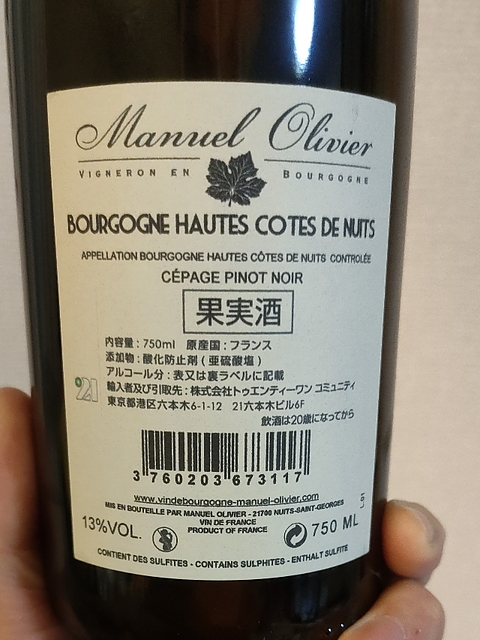 Manuel Olivier
VIGNERON EN BOURGOGNE
BOURGOGNE HAUTES COTES DE NUITS
APPELLATION BOURGOGNE HAUTES CÔTES DE NUITS CONTROLÉE
CÉPAGE PINOT NOIR
果実酒
内容量：750ml 原産国：フランス
添加物：酸化防止剤（亜硫酸塩）
アルコール分：表又は裏ラベルに記載
輸入者及び引取先：株式会社トゥエンティーワン コミュニティ
東京都港区六本木6-1-12 21六本木ビル6F
飲酒は20歳になってから
21
3 760203 673117
www.vindebourgogne-manuel-olivier.com
MIS EN BOUTEILLE PAR MANUEL OLIVIER - 21700 NUITS-SAINT-GEORGES
VIN DE FRANCE
13%VOL. PRODUCT OF FRANCE 750 ML
CONTIENT DES SULFITES - CONTAINS SULPHITES - ENTHALT SULFITE